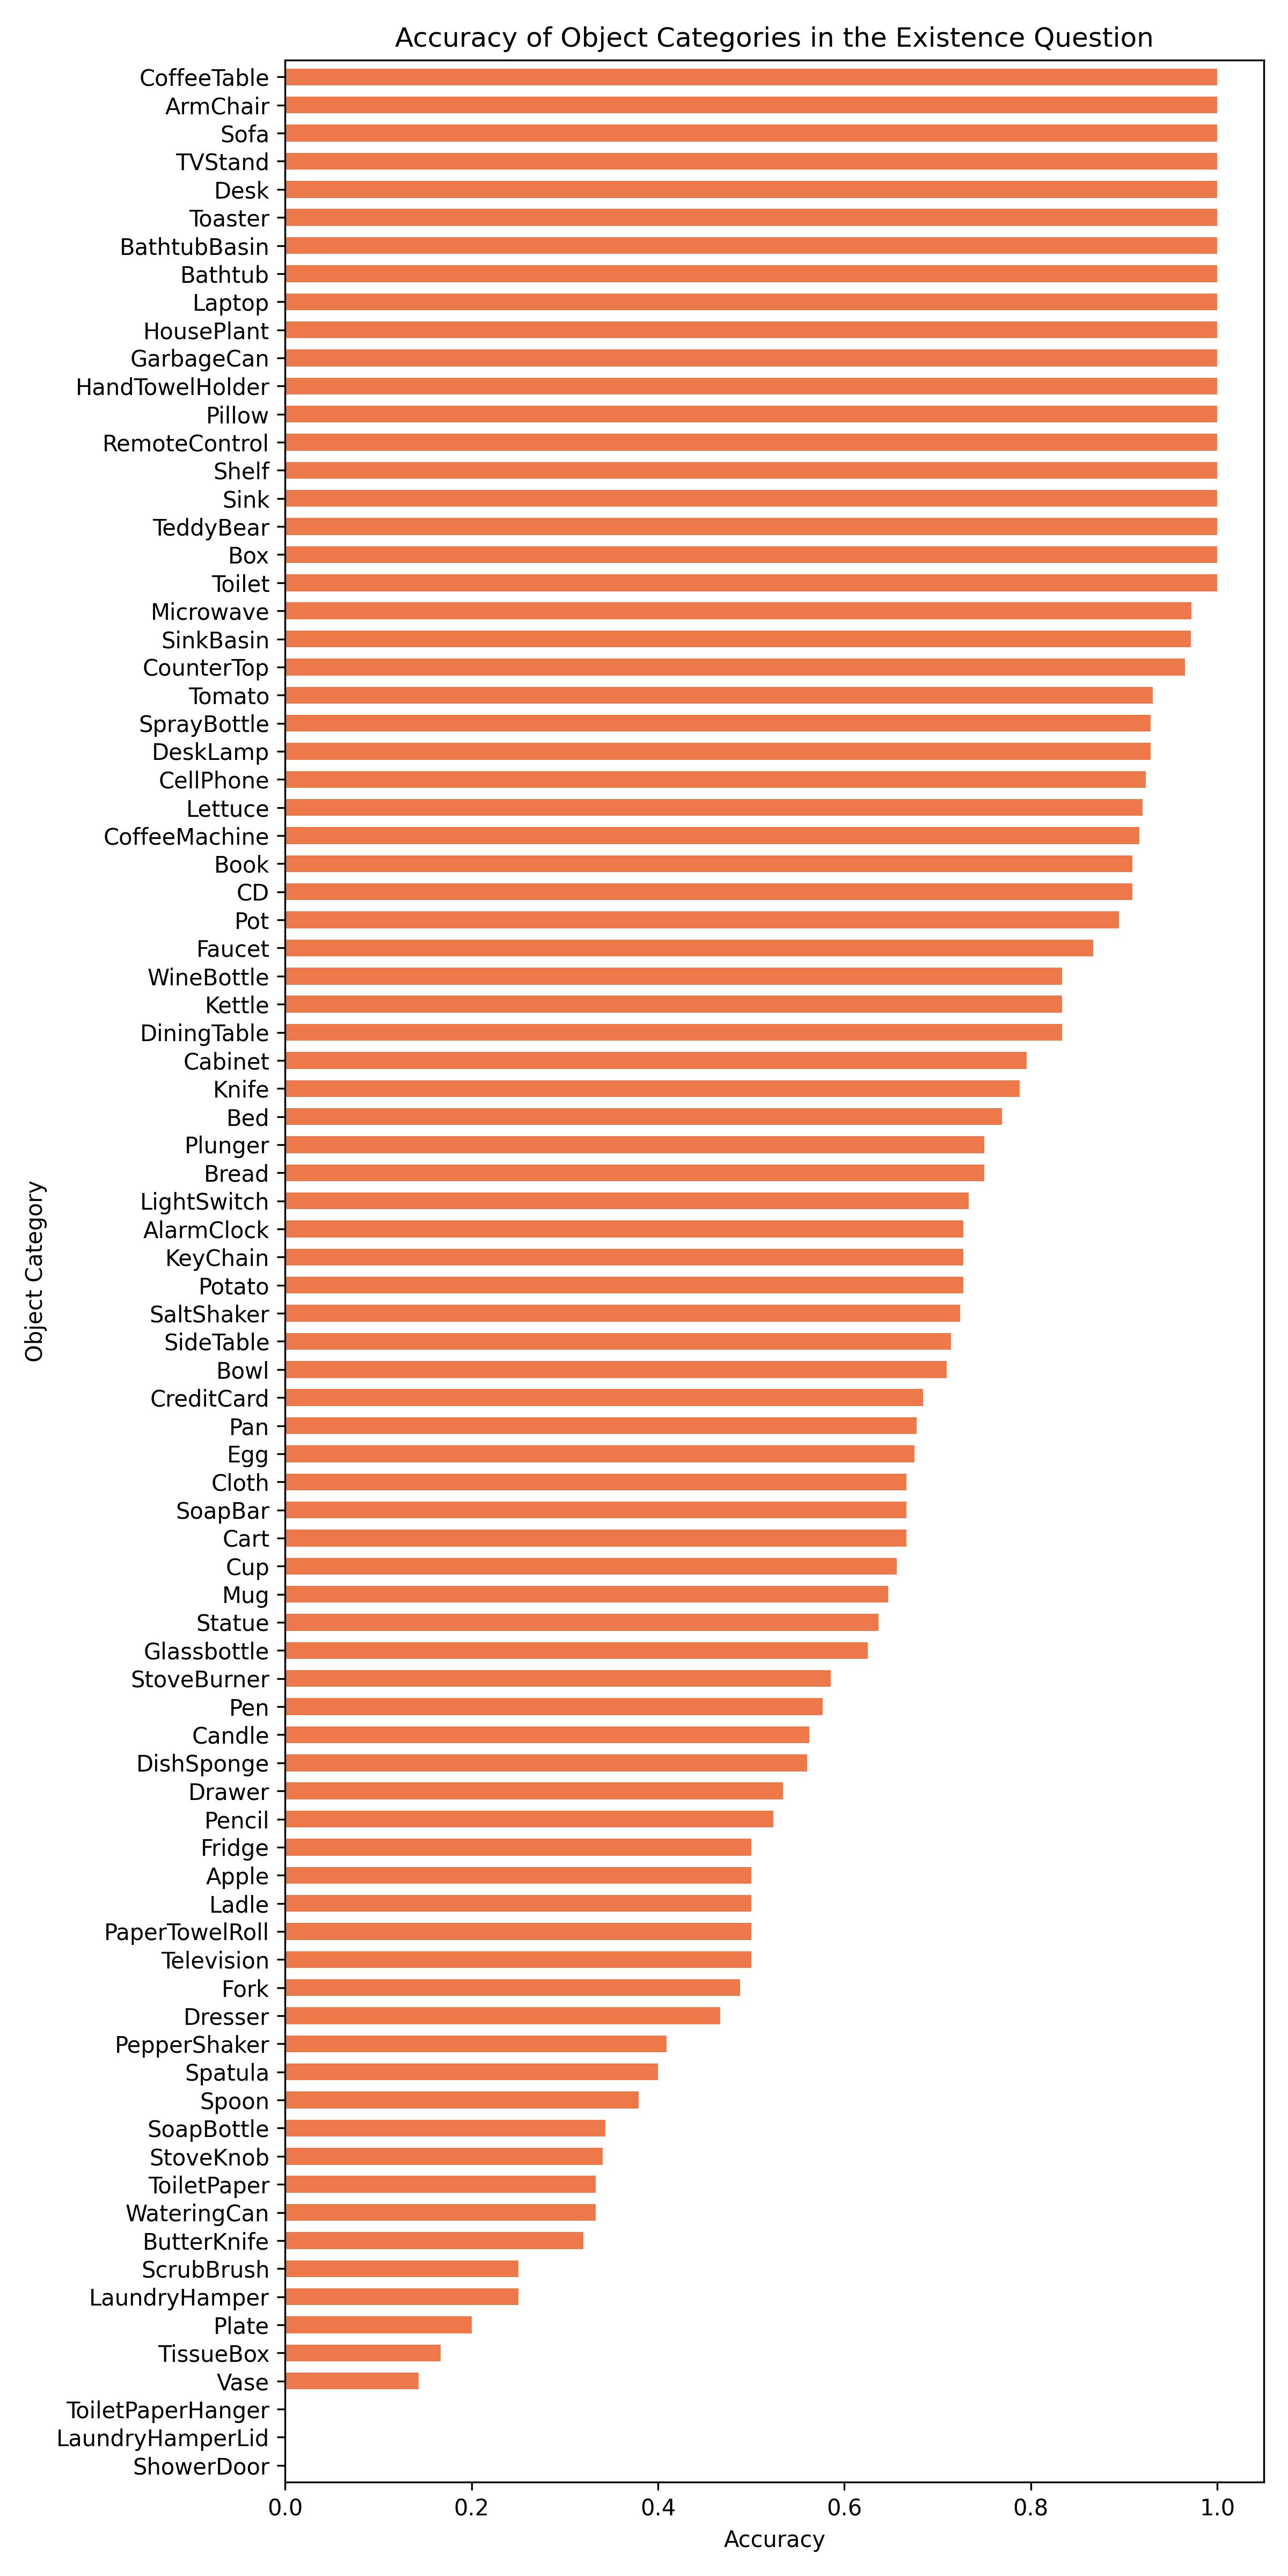 Accuracy of Object Categories in the Existence Question
CoffeeTable
ArmChair
Sofa
TVStand
Desk
Toaster
BathtubBasin
Bathtub
Laptop
HousePlant
GarbageCan
HandTowelHolder
Pillow
RemoteControl
Shelf
Sink
TeddyBear
Box
Toilet
Microwave
SinkBasin
CounterTop
Tomato
SprayBottle
DeskLamp
CellPhone
Lettuce
CoffeeMachine
Book
CD
Pot
Faucet
WineBottle
Kettle
DiningTable
Cabinet
Knife
Bed
Plunger
Bread
LightSwitch
AlarmClock
KeyChain
Potato
SaltShaker
SideTable
Bowl
CreditCard
Pan
Egg
Cloth
SoapBar
Cart
Cup
Mug
Statue
Glassbottle
StoveBurner
Pen
Candle
DishSponge
Drawer
Pencil
Fridge
Apple
Ladle
PaperTowelRoll
Television
Fork
Dresser
PepperShaker
Spatula
Spoon
SoapBottle
StoveKnob
ToiletPaper
WateringCan
ButterKnife
ScrubBrush
LaundryHamper
Plate
TissueBox
Vase
ToiletPaperHanger
LaundryHamperLid
ShowerDoor
Object Category
0.0 0.2 0.4 0.6 0.8 1.0
Accuracy